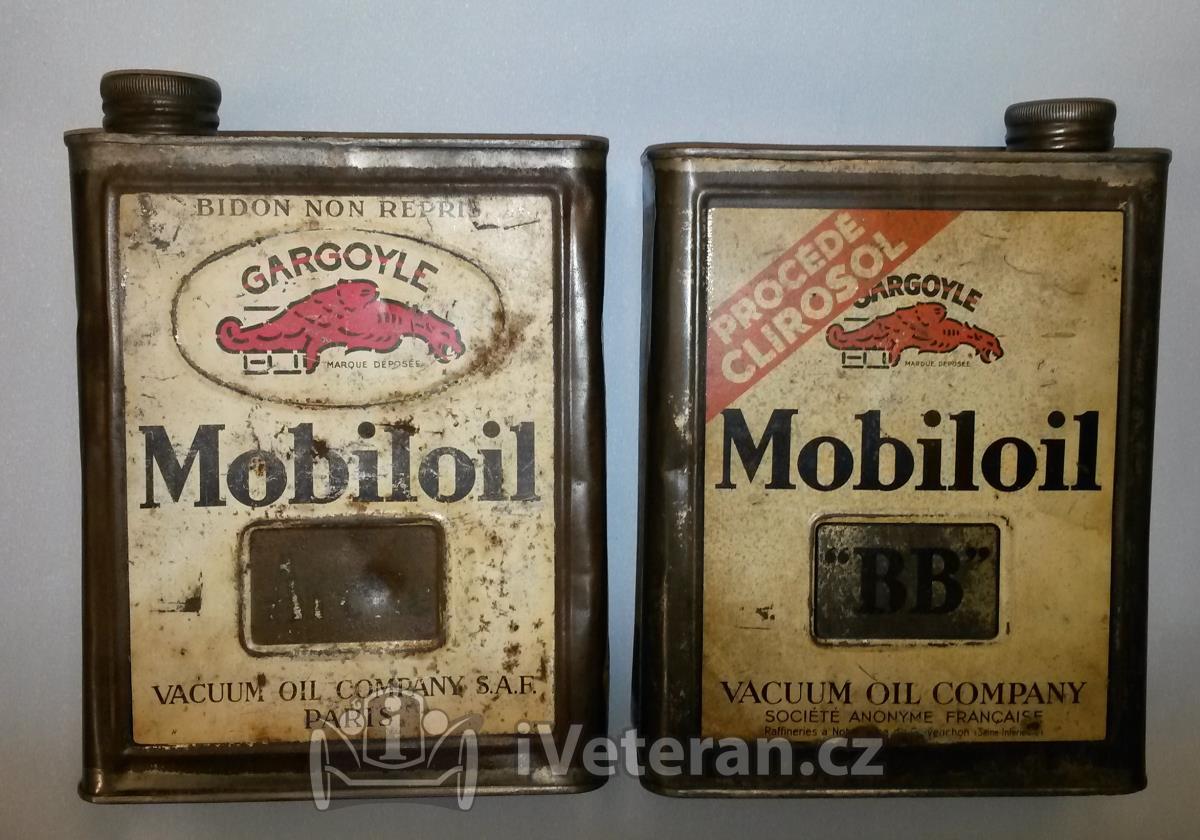 BIDON NON REPRIS
GARGOYLE
MARQUE DÉPOSÉE
Mobiloil
VACUUM OIL COMPANY S.A.F.
PARIS
PROCÉDÉ
CLIROSOL
GARGOYLE
MARQUE DÉPOSÉE
Mobiloil
"BB"
VACUUM OIL COMPANY
SOCIÉTÉ ANONYME FRANÇAISE
Raffineries a
iVeteran.cz